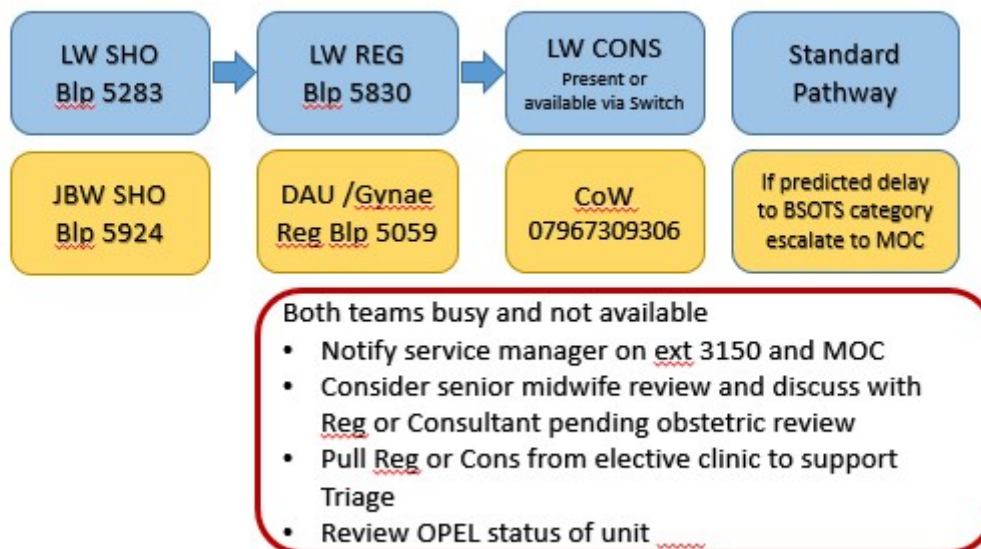 LW SHO
Blp 5283
LW REG
Blp 5830
LW CONS
Present or
available via Switch
Standard
Pathway
JBW SHO
Blp 5924
DAU /Gynae
Reg Blp 5059
CoW
07967309306
If predicted delay
to BSOTS category
escalate to MOC
Both teams busy and not available
• Notify service manager on ext 3150 and MOC
• Consider senior midwife review and discuss with
Reg or Consultant pending obstetric review
• Pull Reg or Cons from elective clinic to support
Triage
• Review OPEL status of unit